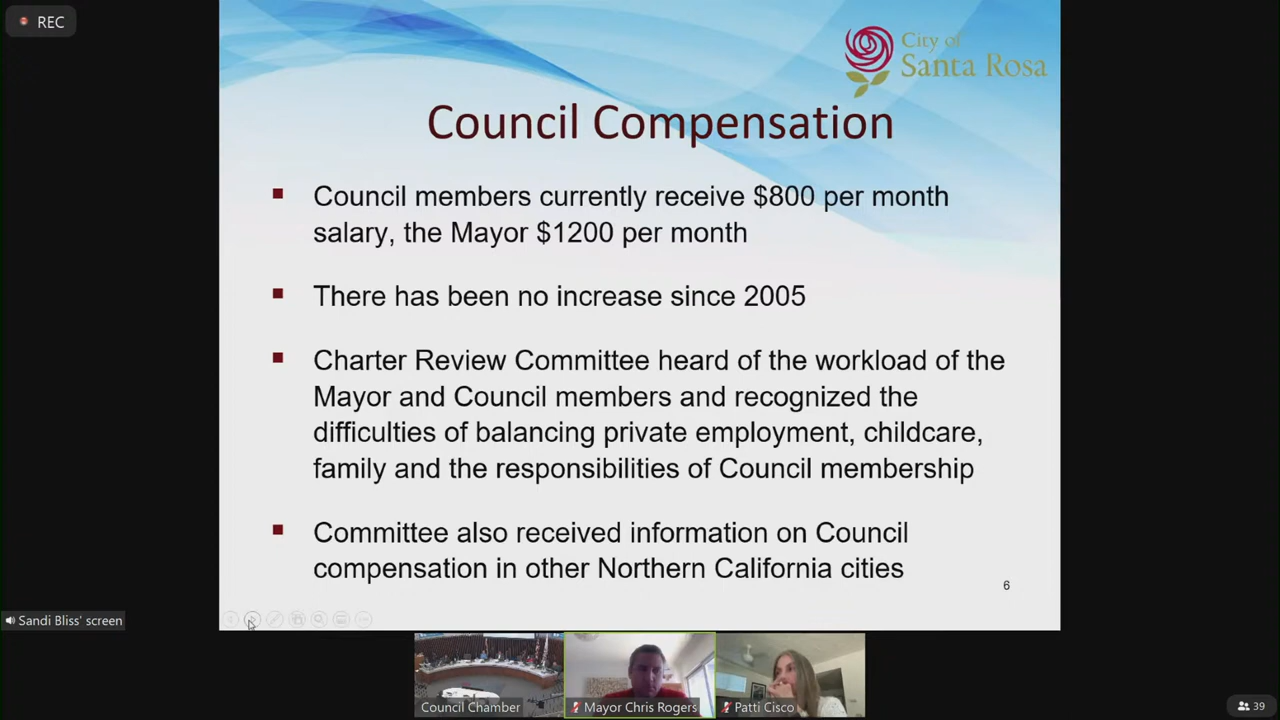 REC
City of
Santa Rosa
Council Compensation
Council members currently receive $800 per month
salary, the Mayor $1200 per month
There has been no increase since 2005
Charter Review Committee heard of the workload of the
Mayor and Council members and recognized the
difficulties of balancing private employment, childcare,
family and the responsibilities of Council membership
Committee also received information on Council
compensation in other Northern California cities
6
Sandi Bliss' screen
Council Chamber
Mayor Chris Rogers
Patti Cisco
39